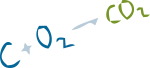 C + O₂ → CO₂